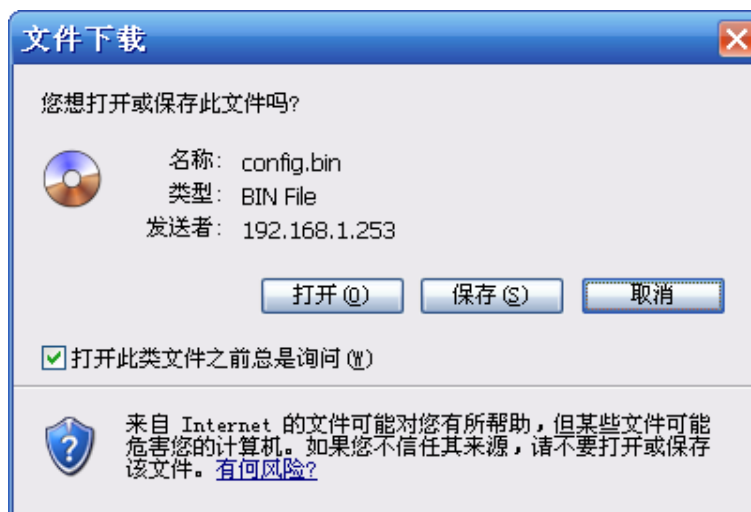 文件下载
您想打开或保存此文件吗?
名称: config.bin
类型: BIN File
发送者: 192.168.1.253
打开(O) 保存(S) 取消
打开此类文件之前总是询问(W)
来自 Internet 的文件可能对您有所帮助,但某些文件可能
危害您的计算机。如果您不信任其来源,请不要打开或保存
该文件。有何风险?